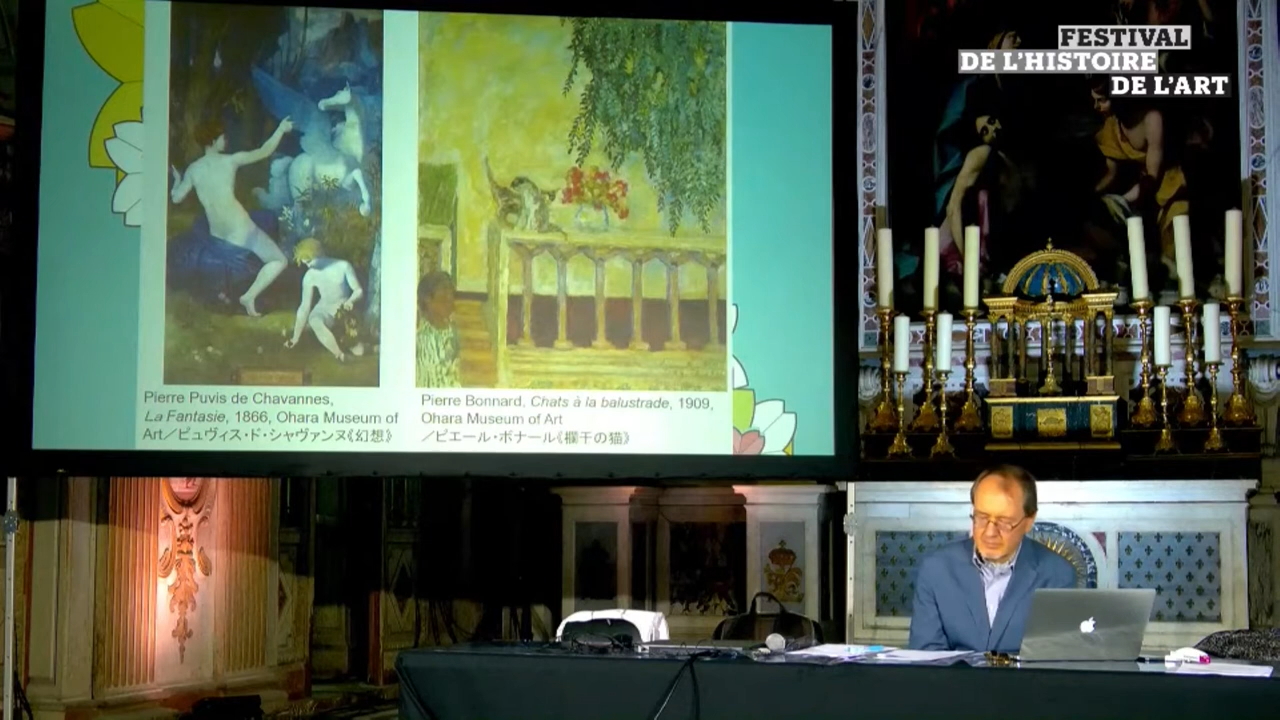 FESTIVAL
DE L'HISTOIRE
DE L'ART
Pierre Puvis de Chavannes,
La Fantasie, 1866, Ohara Museum of
Art／ピュヴィス・ド・シャヴァンヌ《幻想》
Pierre Bonnard, Chats à la balustrade, 1909,
Ohara Museum of Art
／ピエール・ボナール《欄干の猫》